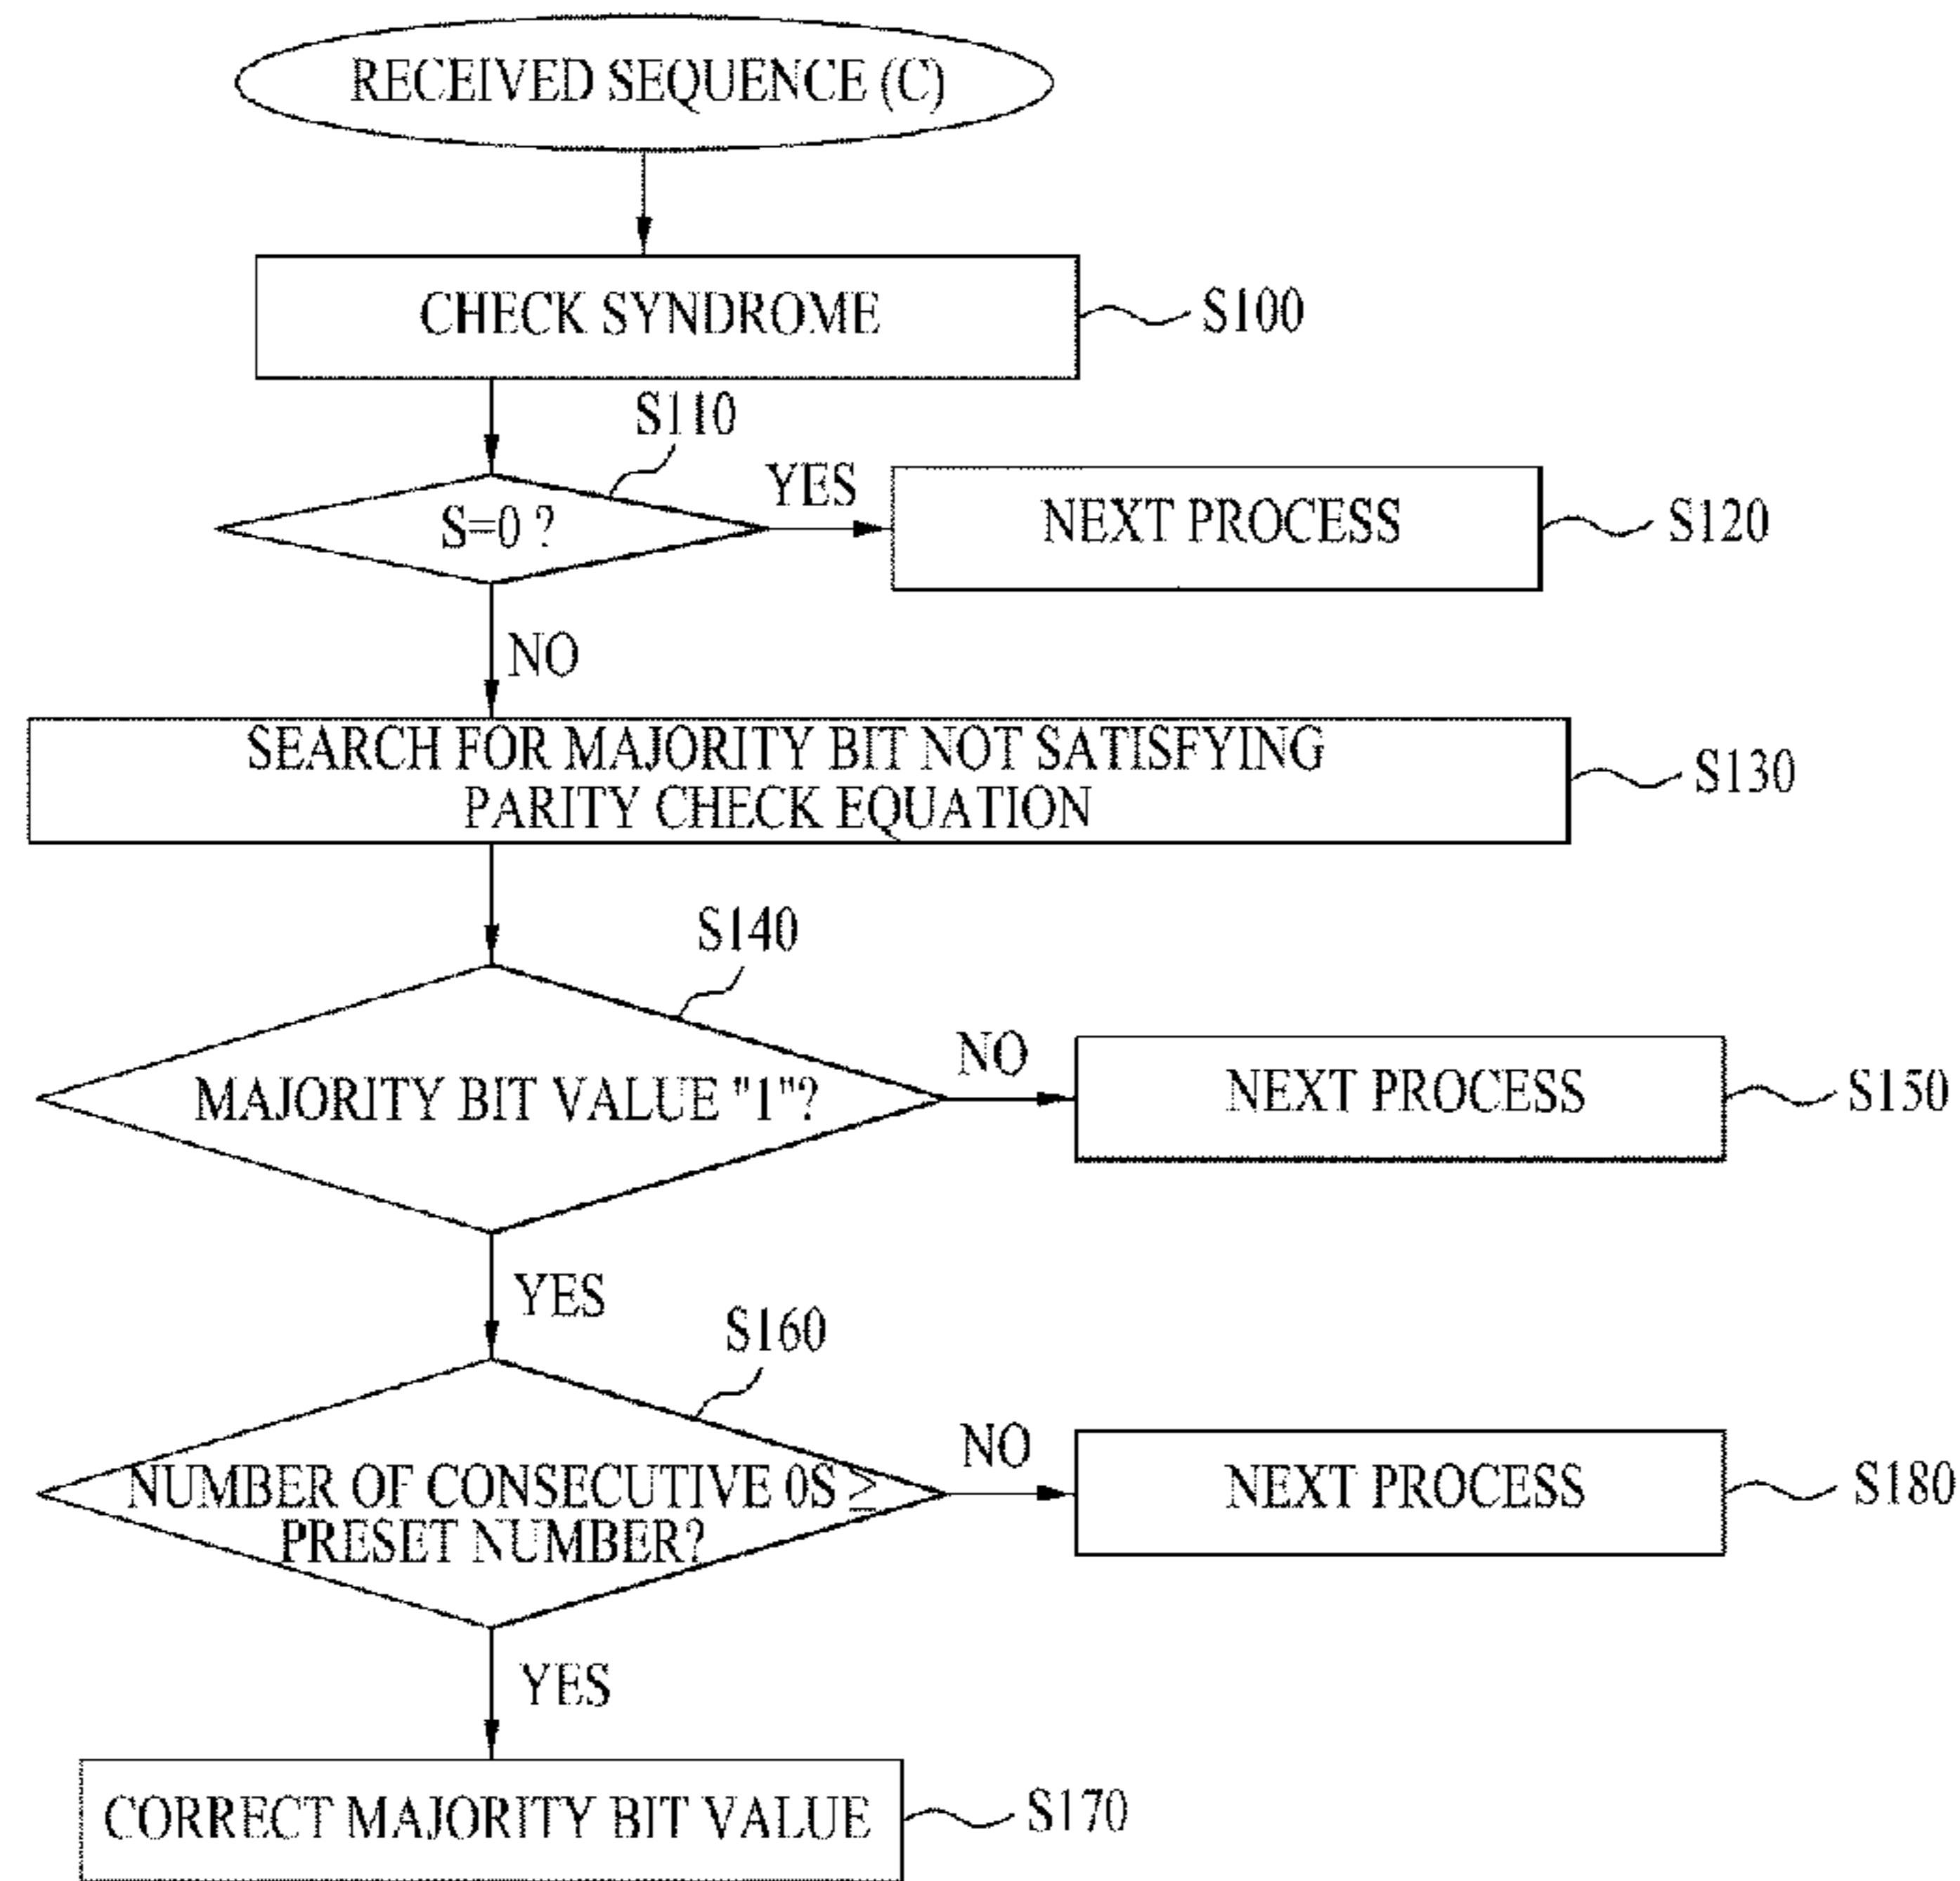 RECEIVED SEQUENCE (C)
CHECK SYNDROME
S100
S110
S=0 ?
YES
NEXT PROCESS
S120
NO
SEARCH FOR MAJORITY BIT NOT SATISFYING
PARITY CHECK EQUATION
S130
S140
MAJORITY BIT VALUE "1"?
NO
NEXT PROCESS
S150
YES
S160
NUMBER OF CONSECUTIVE 0S ≥
PRESET NUMBER?
NO
NEXT PROCESS
S180
YES
CORRECT MAJORITY BIT VALUE
S170